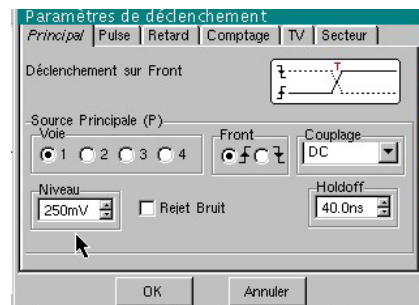 Paramètres de déclenchement
Principal Pulse Retard Comptage TV Secteur
Déclenchement sur Front
T
Source Principale (P)
Voie
1 2 3 4
Front
Couplage
DC
Niveau
250mV
Rejet Bruit
Holdoff
40.0ns
OK Annuler